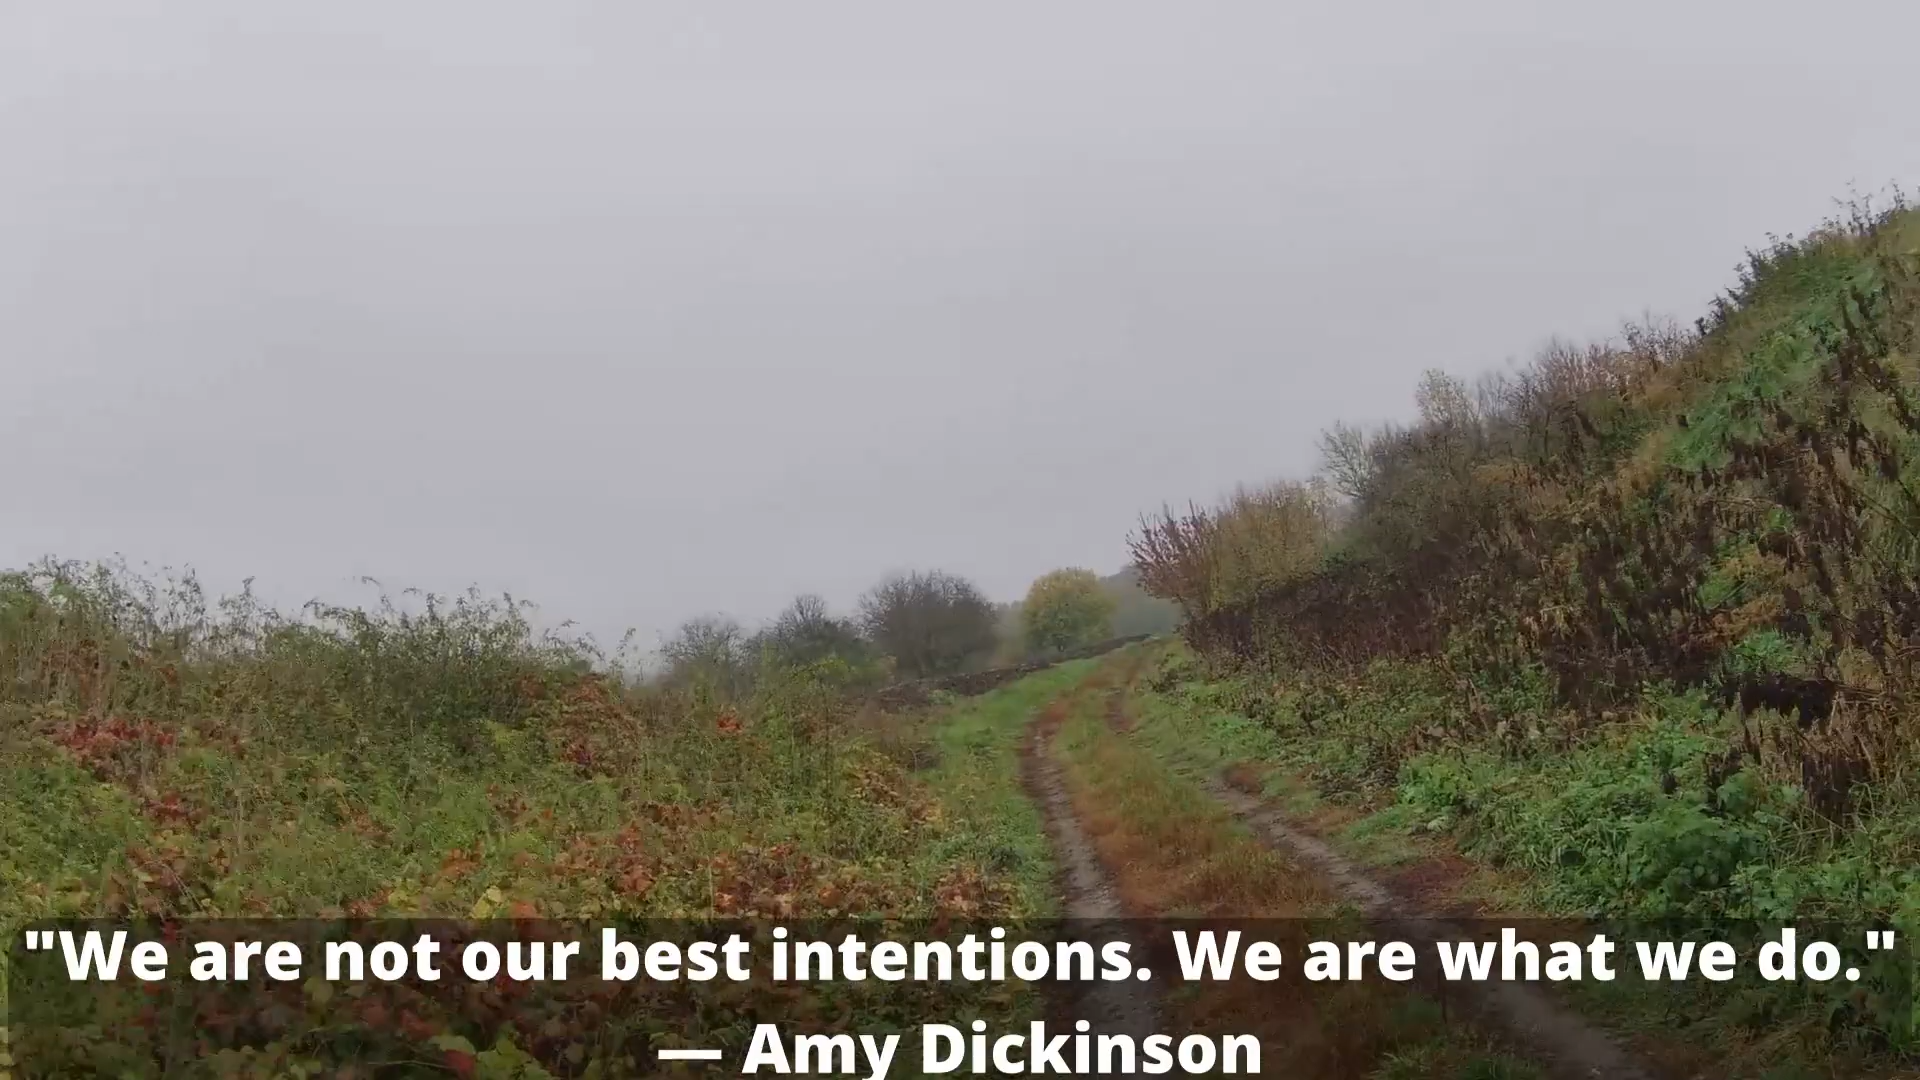 "We are not our best intentions. We are what we do."
— Amy Dickinson